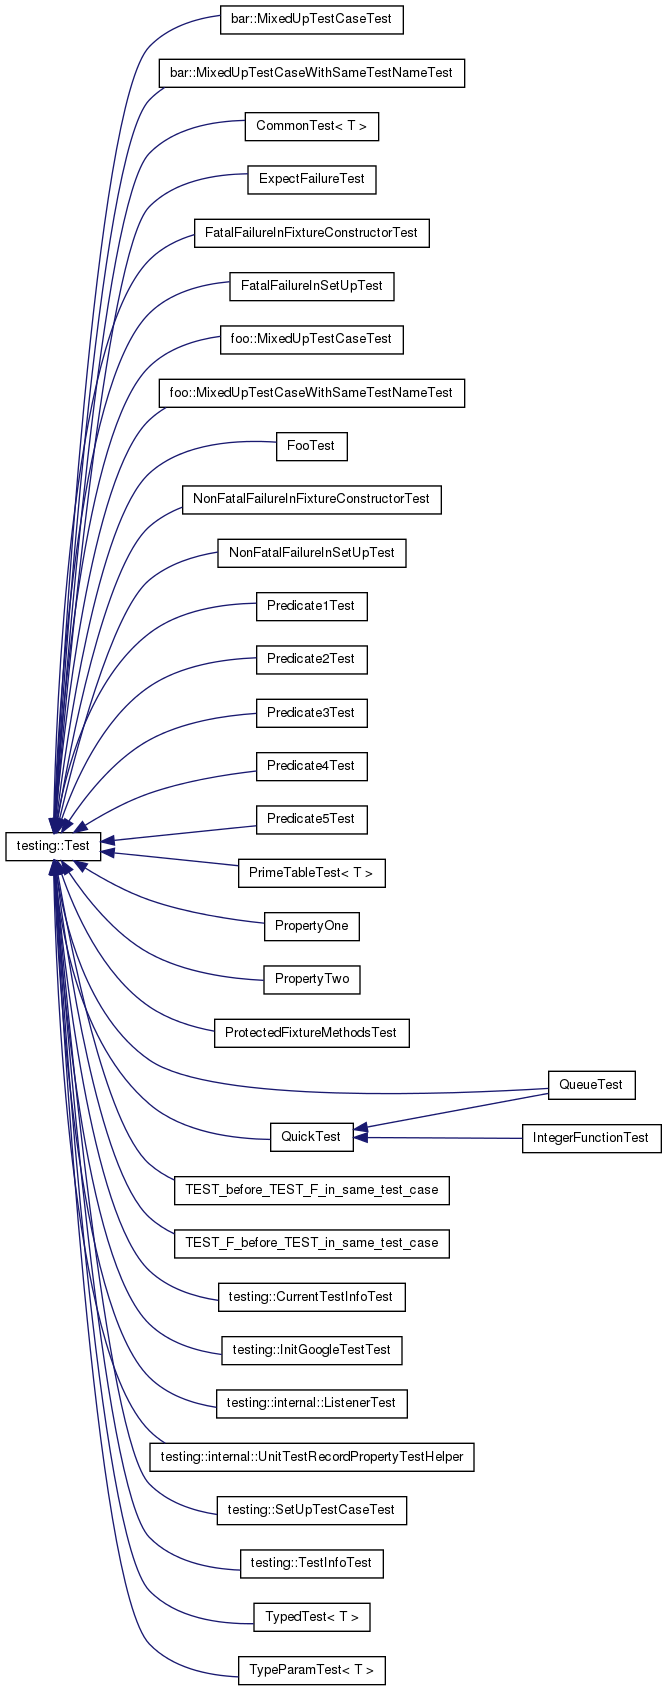 bar::MixedUpTestCaseTest
bar::MixedUpTestCaseWithSameTestNameTest
CommonTest< T >
ExpectFailureTest
FatalFailureInFixtureConstructorTest
FatalFailureInSetUpTest
foo::MixedUpTestCaseTest
foo::MixedUpTestCaseWithSameTestNameTest
FooTest
NonFatalFailureInFixtureConstructorTest
NonFatalFailureInSetUpTest
Predicate1Test
Predicate2Test
Predicate3Test
Predicate4Test
Predicate5Test
testing::Test
PrimeTableTest< T >
PropertyOne
PropertyTwo
ProtectedFixtureMethodsTest
QueueTest
QuickTest
IntegerFunctionTest
TEST_before_TEST_F_in_same_test_case
TEST_F_before_TEST_in_same_test_case
testing::CurrentTestInfoTest
testing::InitGoogleTestTest
testing::internal::ListenerTest
testing::internal::UnitTestRecordPropertyTestHelper
testing::SetUpTestCaseTest
testing::TestInfoTest
TypedTest< T >
TypeParamTest< T >